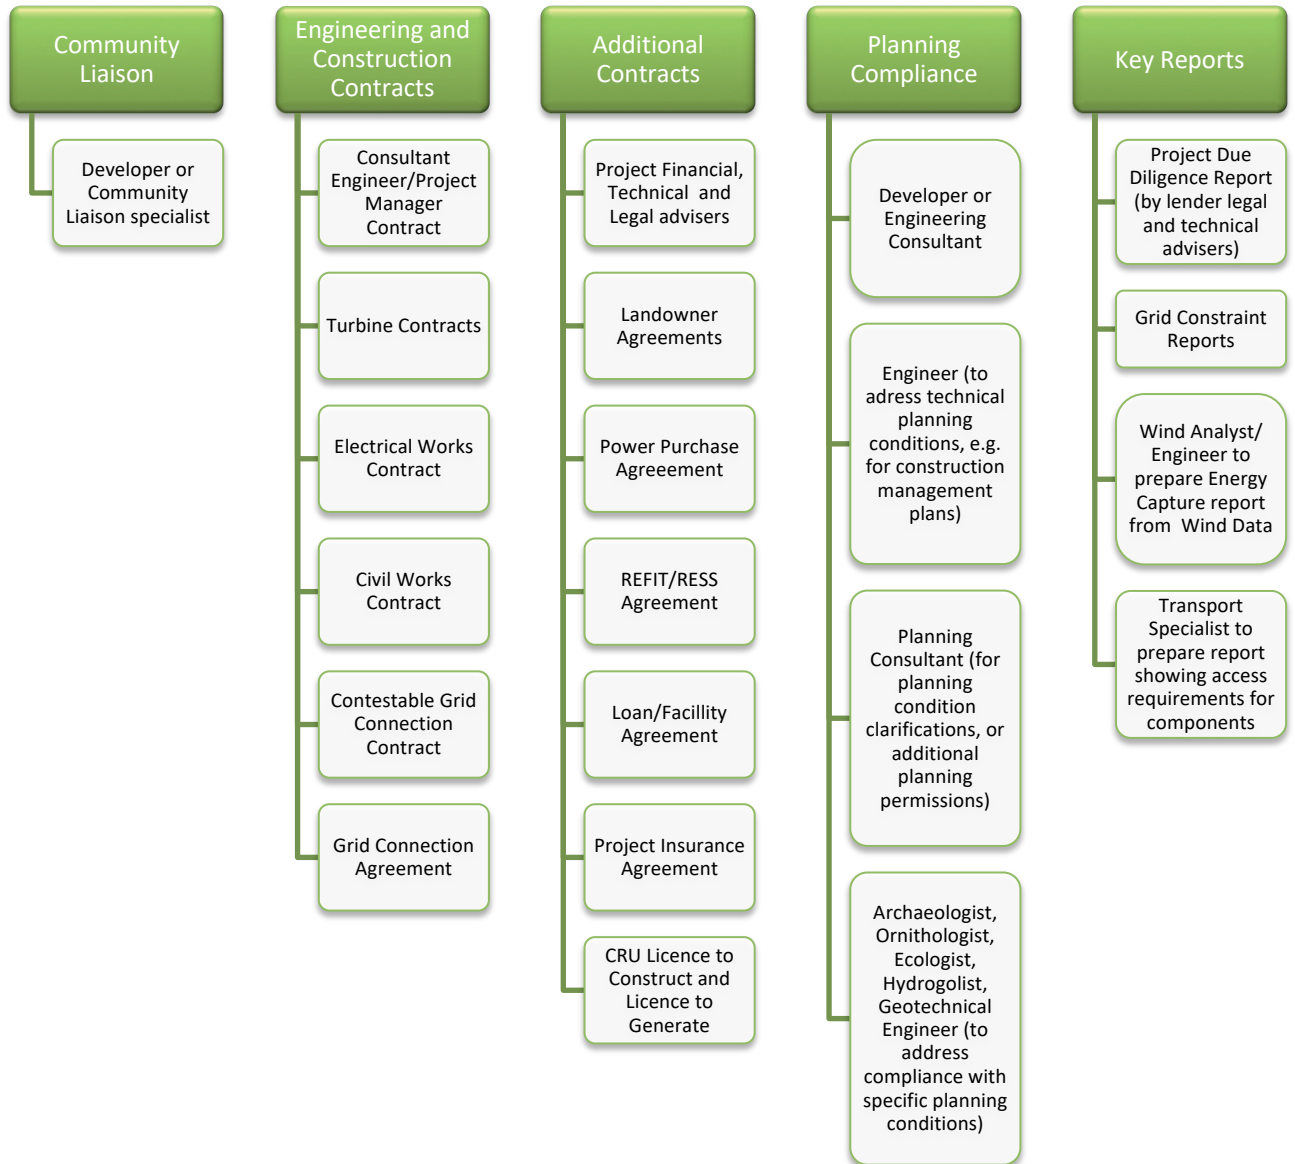 Community
Liaison
Developer or
Community
Liaison specialist
Engineering and
Construction
Contracts
Consultant
Engineer/Project
Manager
Contract
Turbine Contracts
Electrical Works
Contract
Civil Works
Contract
Contestable Grid
Connection
Contract
Grid Connection
Agreement
Additional
Contracts
Project Financial,
Technical and
Legal advisers
Landowner
Agreements
Power Purchase
Agreeement
REFIT/RESS
Agreement
Loan/Facillity
Agreement
Project Insurance
Agreement
CRU Licence to
Construct and
Licence to
Generate
Planning
Compliance
Developer or
Engineering
Consultant
Engineer (to
adress technical
planning
conditions, e.g.
for construction
management
plans)
Planning
Consultant (for
planning
condition
clarifications, or
additional
planning
permissions)
Archaeologist,
Ornithologist,
Ecologist,
Hydrogolist,
Geotechnical
Engineer (to
address
compliance with
specific planning
conditions)
Key Reports
Project Due
Diligence Report
(by lender legal
and technical
advisers)
Grid Constraint
Reports
Wind Analyst/
Engineer to
prepare Energy
Capture report
from Wind Data
Transport
Specialist to
prepare report
showing access
requirements for
components